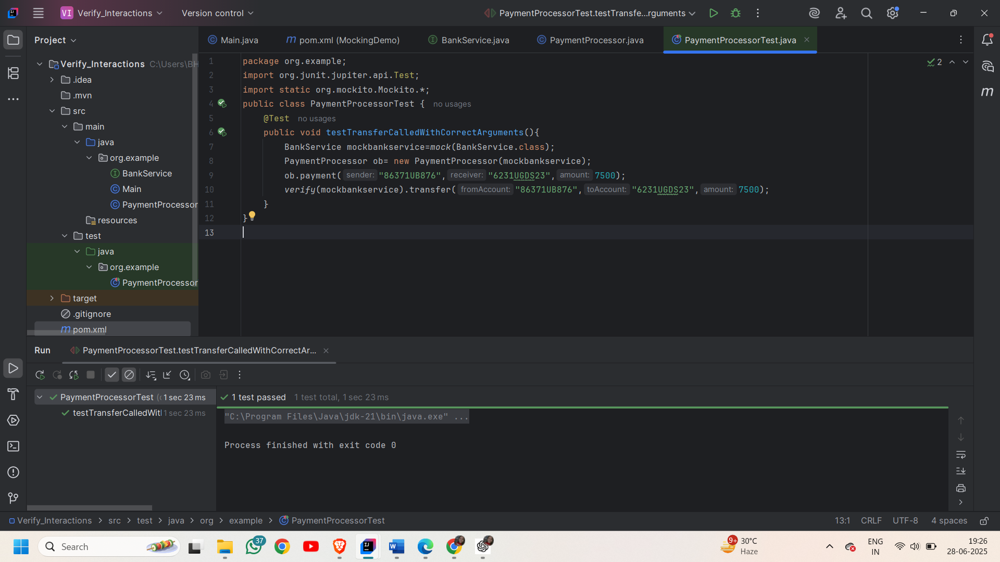 VI Verify_Interactions Version control PaymentProcessorTest.testTransfe...rguments
Project Main.java m pom.xml (MockingDemo) BankService.java PaymentProcessor.java PaymentProcessorTest.java
Verify_Interactions C:\Users\BH
.idea
.mvn
src
main
java
org.example
BankService
Main
PaymentProcessor
resources
test
java
org.example
PaymentProcessor
target
.gitignore
m pom.xml
1 package org.example;
2 import org.junit.jupiter.api.Test;
3 import static org.mockito.Mockito.*;
4 public class PaymentProcessorTest { no usages
5 @Test no usages
6 public void testTransferCalledWithCorrectArguments(){
7 BankService mockbankservice=mock(BankService.class);
8 PaymentProcessor ob= new PaymentProcessor(mockbankservice);
9 ob.payment( sender: "86371UB876", receiver: "6231UGDS23", amount: 7500);
10 verify(mockbankservice).transfer( fromAccount: "86371UB876", toAccount: "6231UGDS23", amount: 7500);
11 }
12 }
13
2
m
Run PaymentProcessorTest.testTransferCalledWithCorrectAr...
PaymentProcessorTest ( 1 sec 23 ms
testTransferCalledWit 1 sec 23 ms
1 test passed 1 test total, 1 sec 23 ms
"C:\Program Files\Java\jdk-21\bin\java.exe" ...
Process finished with exit code 0
Verify_Interactions > src > test > java > org > example > PaymentProcessorTest
13:1 CRLF UTF-8 4 spaces
Search
37
9+
30°C
Haze
ENG
IN
19:26
28-06-2025